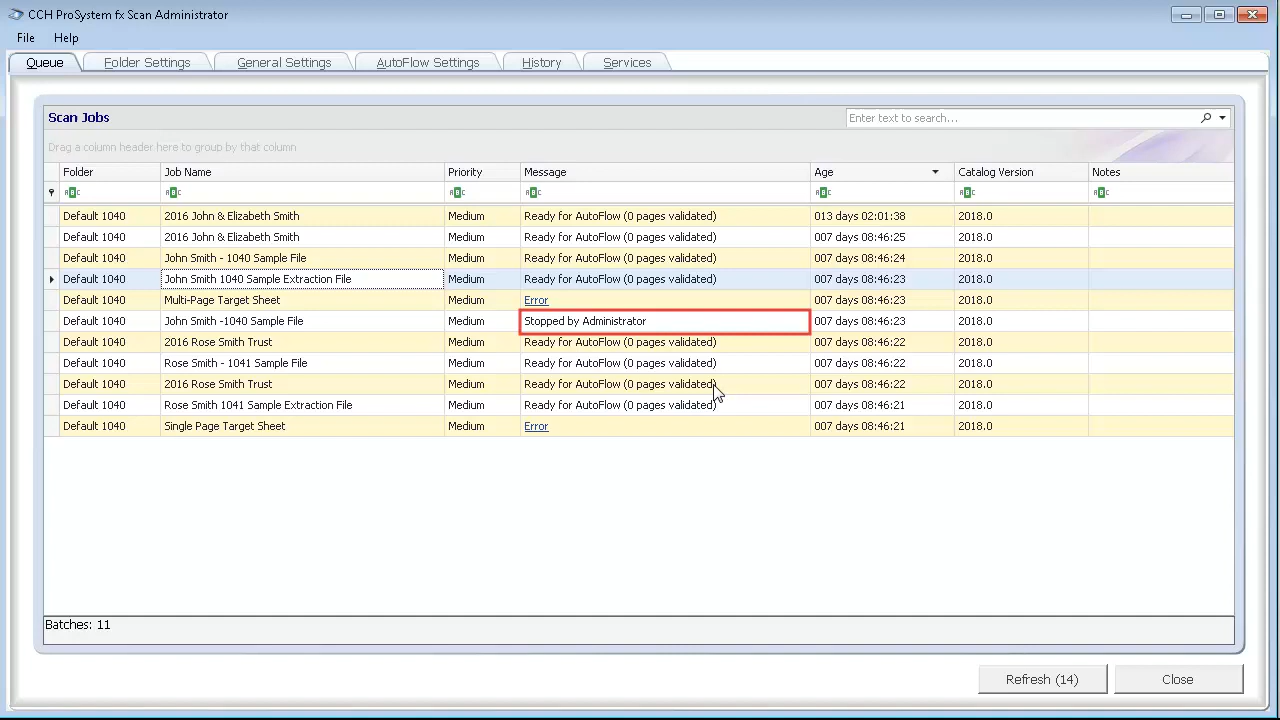 CCH ProSystem fx Scan Administrator
File Help
Queue Folder Settings General Settings AutoFlow Settings History Services
Scan Jobs Enter text to search...
Drag a column header here to group by that column
Folder Job Name Priority Message Age Catalog Version Notes
ABC ABC ABC ABC ABC ABC ABC
Default 1040 2016 John & Elizabeth Smith Medium Ready for AutoFlow (0 pages validated) 013 days 02:01:38 2018.0
Default 1040 2016 John & Elizabeth Smith Medium Ready for AutoFlow (0 pages validated) 007 days 08:46:25 2018.0
Default 1040 John Smith - 1040 Sample File Medium Ready for AutoFlow (0 pages validated) 007 days 08:46:24 2018.0
Default 1040 John Smith 1040 Sample Extraction File Medium Ready for AutoFlow (0 pages validated) 007 days 08:46:23 2018.0
Default 1040 Multi-Page Target Sheet Medium Error 007 days 08:46:23 2018.0
Default 1040 John Smith -1040 Sample File Medium Stopped by Administrator 007 days 08:46:23 2018.0
Default 1040 2016 Rose Smith Trust Medium Ready for AutoFlow (0 pages validated) 007 days 08:46:22 2018.0
Default 1040 Rose Smith - 1041 Sample File Medium Ready for AutoFlow (0 pages validated) 007 days 08:46:22 2018.0
Default 1040 2016 Rose Smith Trust Medium Ready for AutoFlow (0 pages validated) 007 days 08:46:22 2018.0
Default 1040 Rose Smith 1041 Sample Extraction File Medium Ready for AutoFlow (0 pages validated) 007 days 08:46:21 2018.0
Default 1040 Single Page Target Sheet Medium Error 007 days 08:46:21 2018.0
Batches: 11
Refresh (14) Close